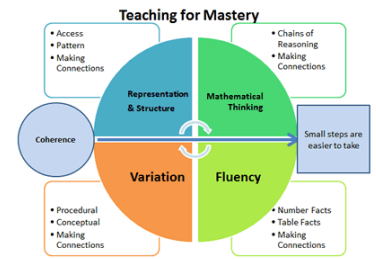 Teaching for Mastery
• Access
• Pattern
• Making
Connections
• Chains of
Reasoning
• Making
Connections
Representation
& Structure
Mathematical
Thinking
Coherence
Small steps are
easier to take
Variation
Fluency
• Procedural
• Conceptual
• Making
Connections
• Number Facts
• Table Facts
• Making
Connections